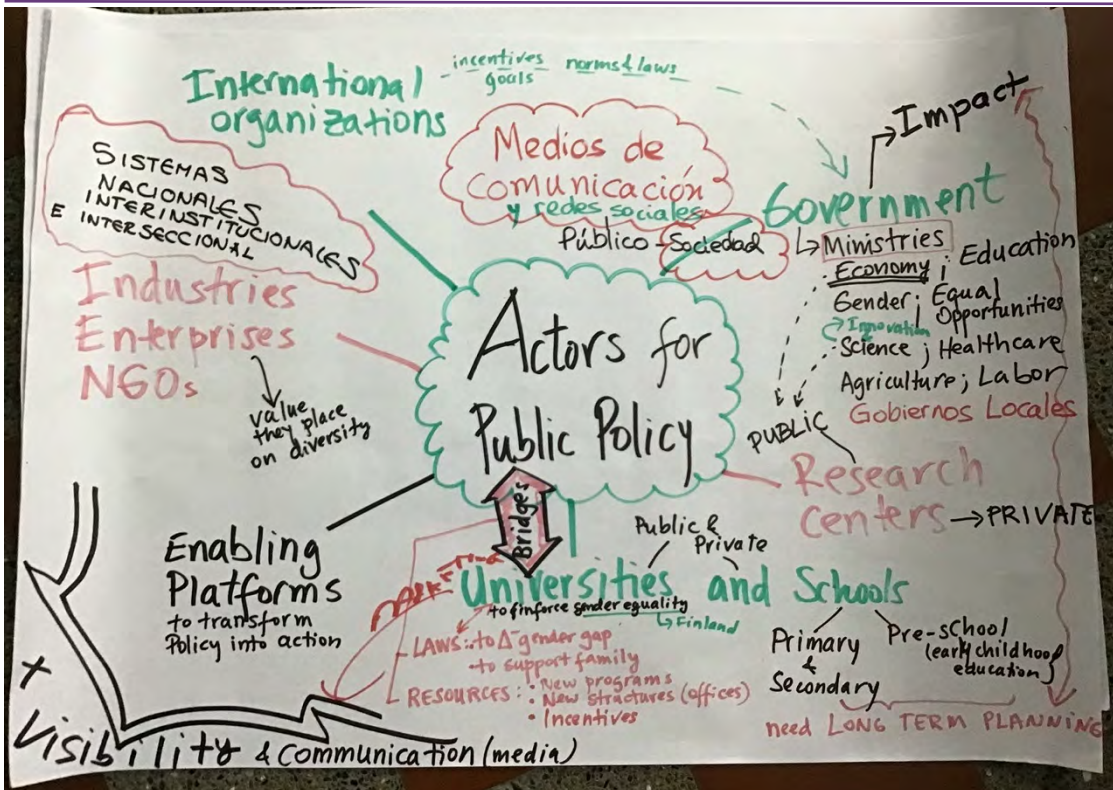 International
organizations
incentives
goals
norms & laws
Impact
SISTEMAS
NACIONALES
INTERINSTITUCIONALES
E INTERSECCIONAL
Medios de
Comunicación
y redes sociales
Público - Sociedad
Government
Ministries
Economy ; Education
Gender ; Equal
Opportunities
Innovation
Science ; Healthcare
Agriculture ; Labor
Gobiernos Locales
Industries
Enterprises
NGOs
value
they place
on diversity
Actors for
Public Policy
PUBLIC
Research
centers → PRIVATE
Bridges
Enabling
Platforms
to transform
Policy into action
Public &
Private
Universities and Schools
to finforce gender equality
Finland
LAWS: to Δ gender gap
to support family
RESOURCES: • New programs
• New structures (offices)
• Incentives
Primary
&
Secondary
Pre-school
(early childhood
education)
need LONG TERM PLANNING
+
Visibility & communication (media)